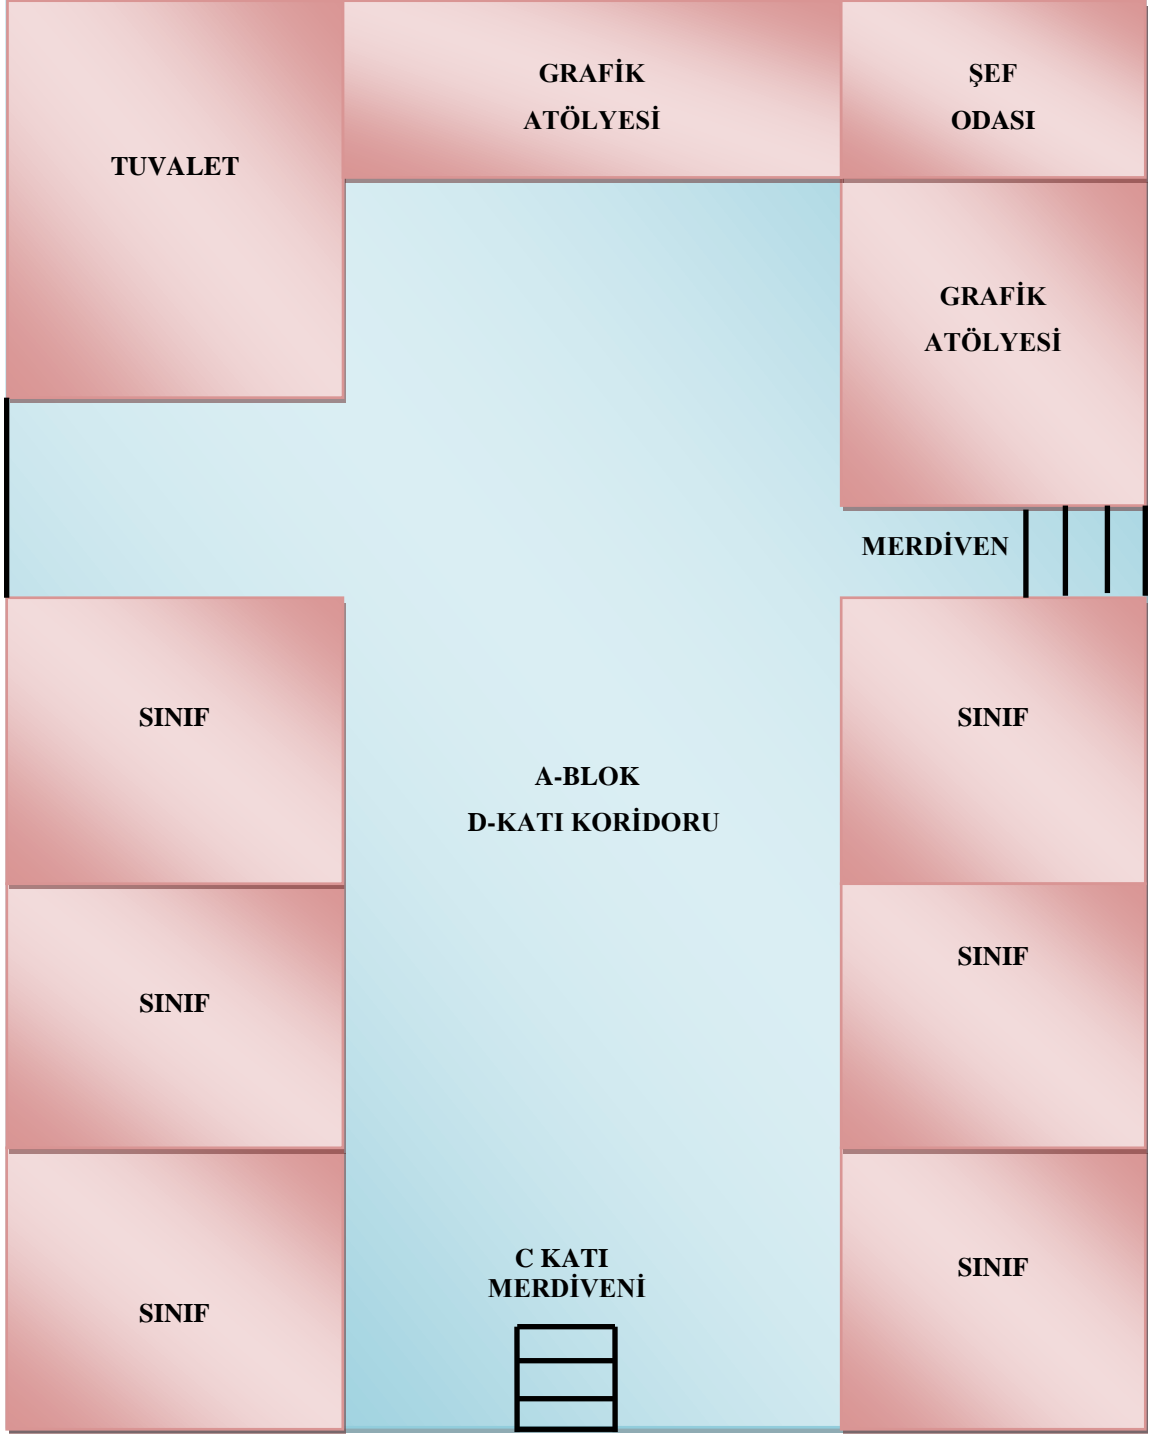 GRAFİK
ATÖLYESİ
ŞEF
ODASI
TUVALET
GRAFİK
ATÖLYESİ
MERDİVEN
SINIF
SINIF
A-BLOK
D-KATI KORİDORU
SINIF
SINIF
C KATI
MERDİVENİ
SINIF
SINIF